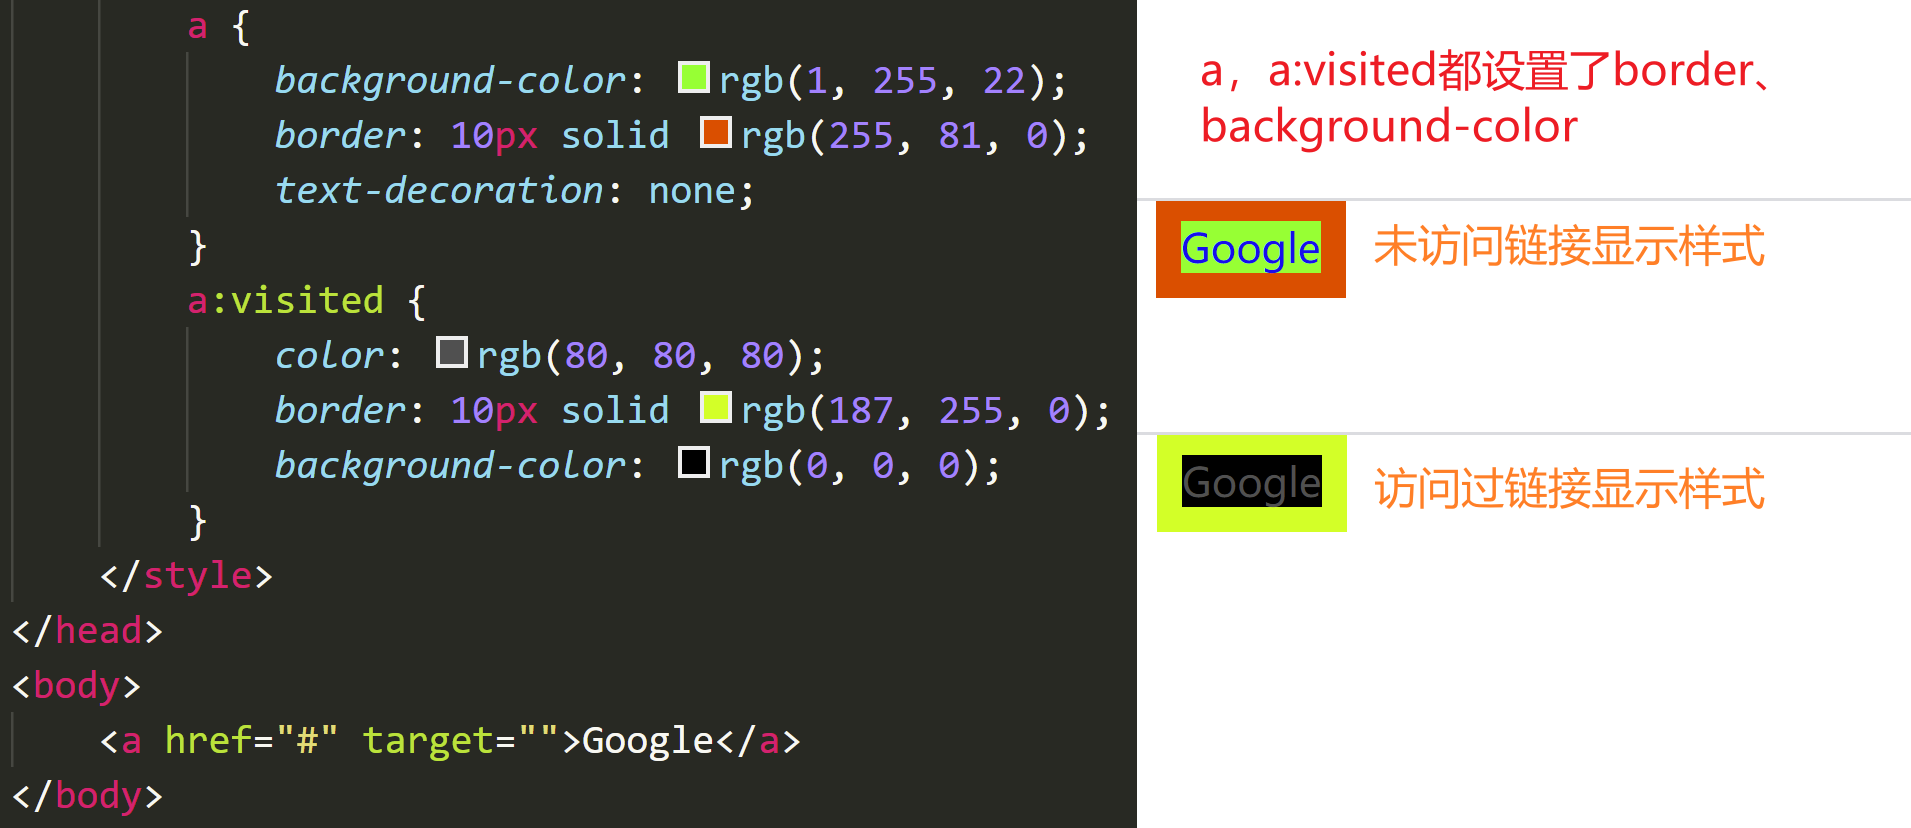 a {
background-color: rgb(1, 255, 22);
border: 10px solid rgb(255, 81, 0);
text-decoration: none;
}
a:visited {
color: rgb(80, 80, 80);
border: 10px solid rgb(187, 255, 0);
background-color: rgb(0, 0, 0);
}
</style>
</head>
<body>
<a href="#" target="">Google</a>
</body>
a，a:visited都设置了border、
background-color
Google 未访问链接显示样式
Google 访问过链接显示样式